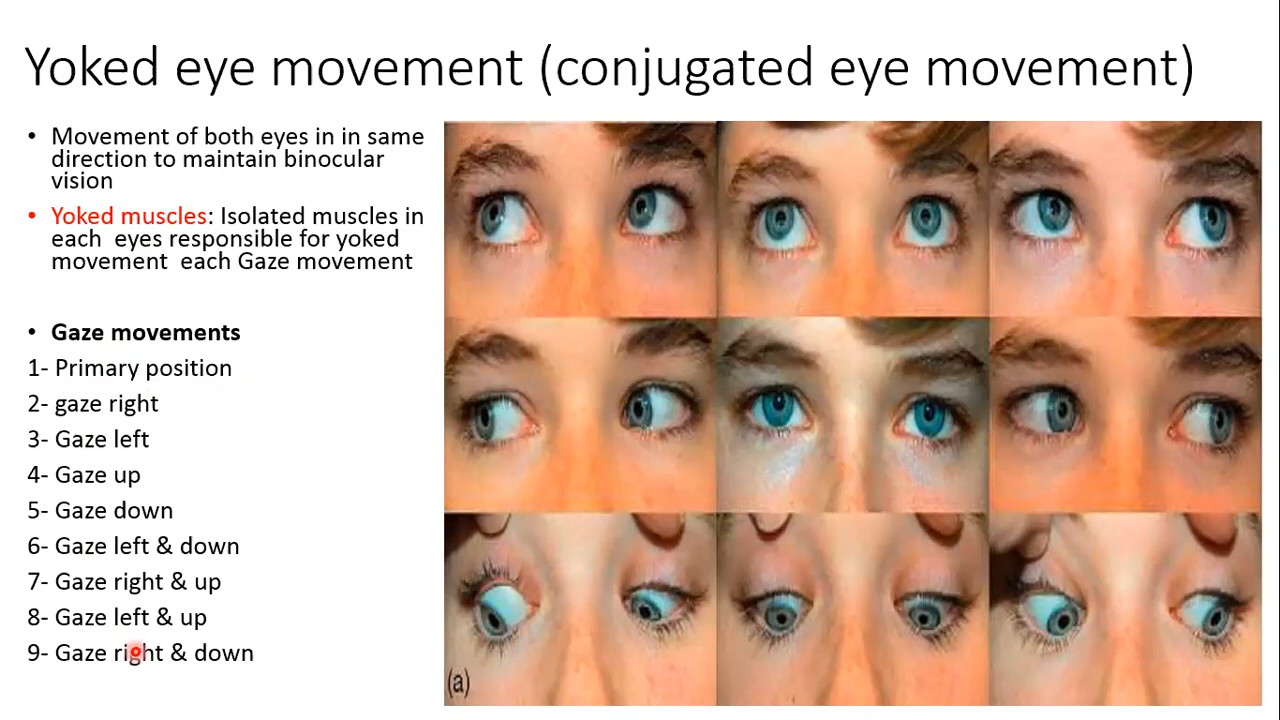 Yoked eye movement (conjugated eye movement)
• Movement of both eyes in in same
direction to maintain binocular
vision
• Yoked muscles: Isolated muscles in
each eyes responsible for yoked
movement each Gaze movement
• Gaze movements
1- Primary position
2- gaze right
3- Gaze left
4- Gaze up
5- Gaze down
6- Gaze left & down
7- Gaze right & up
8- Gaze left & up
9- Gaze right & down
(a)